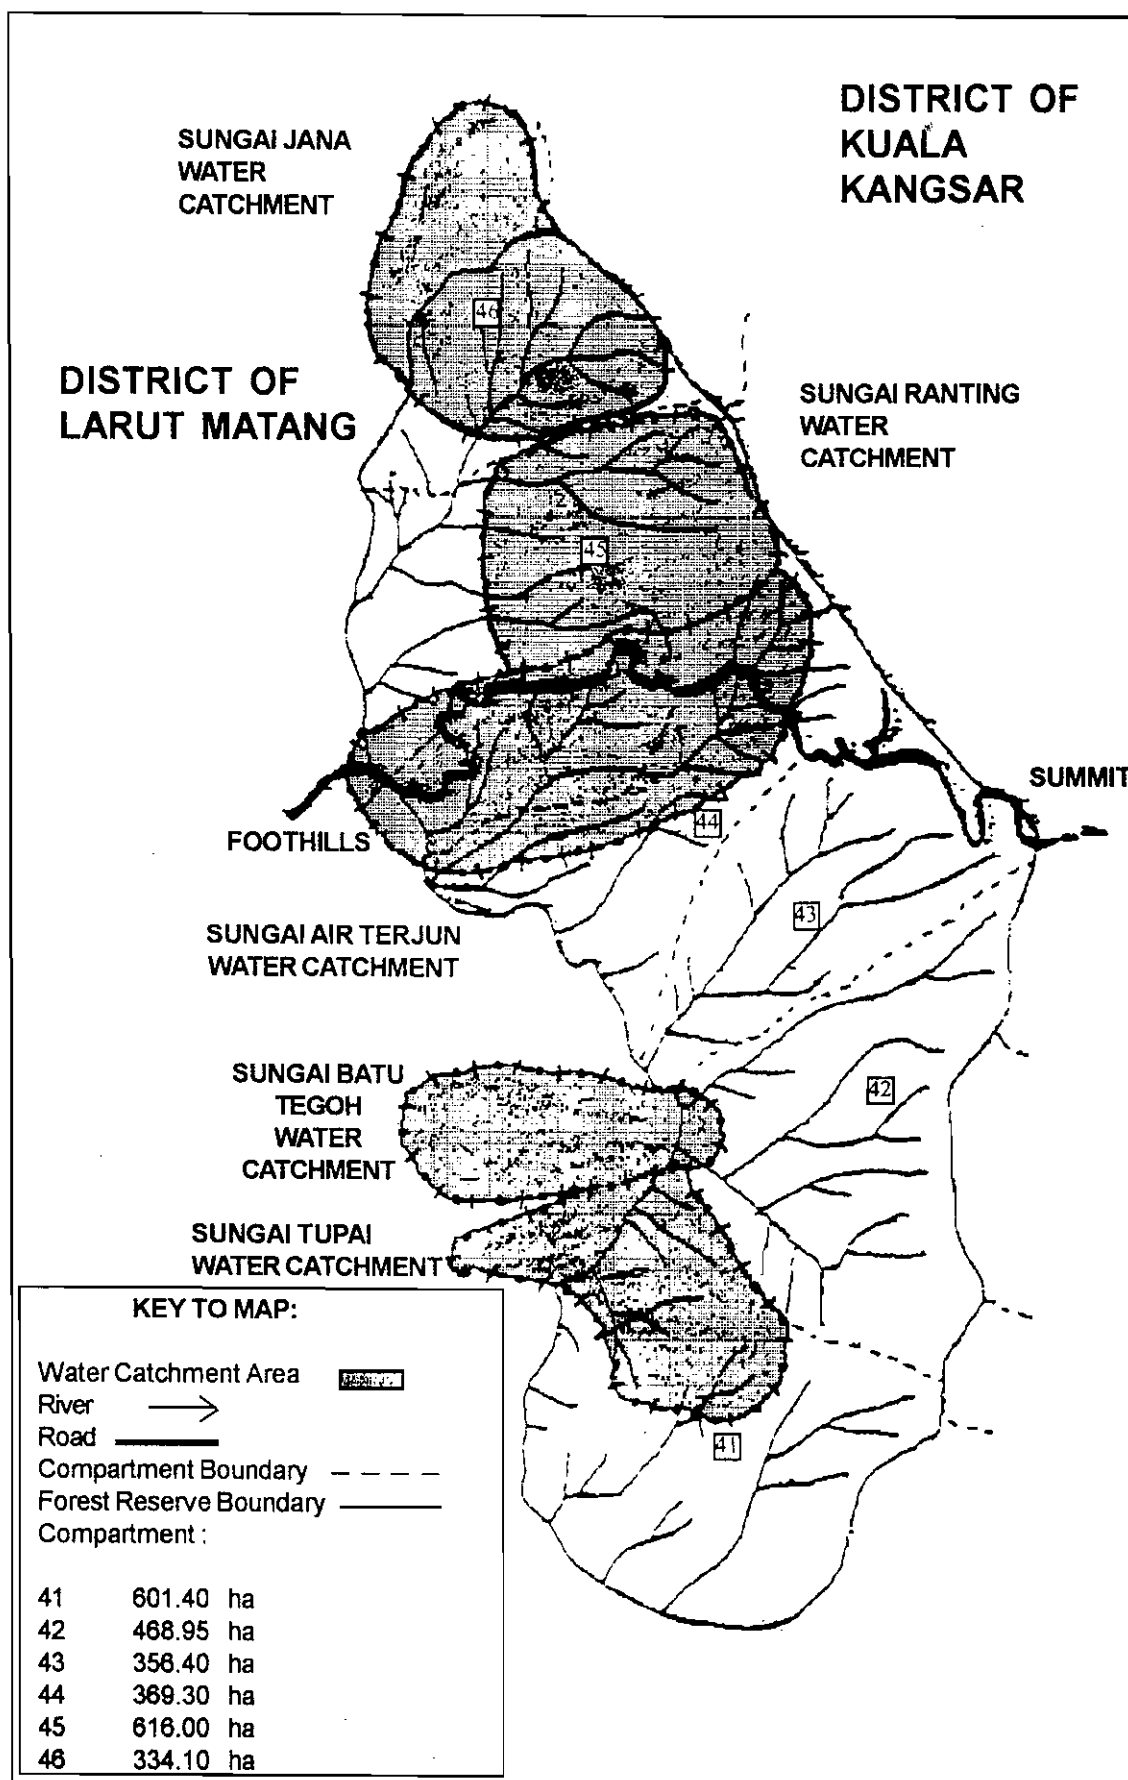 DISTRICT OF
KUALA
KANGSAR
SUNGAI JANA
WATER
CATCHMENT
46
DISTRICT OF
LARUT MATANG
SUNGAI RANTING
WATER
CATCHMENT
45
SUMMIT
44
FOOTHILLS
43
SUNGAI AIR TERJUN
WATER CATCHMENT
SUNGAI BATU
TEGOH
WATER
CATCHMENT
42
SUNGAI TUPAI
WATER CATCHMENT
41
KEY TO MAP:
Water Catchment Area
River
Road
Compartment Boundary
Forest Reserve Boundary
Compartment :
41 601.40 ha
42 468.95 ha
43 356.40 ha
44 369.30 ha
45 616.00 ha
46 334.10 ha